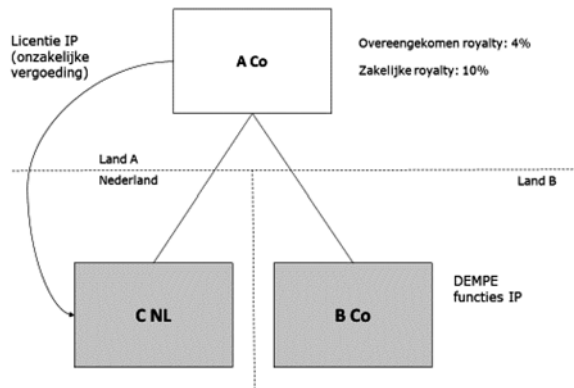 Licentie IP
(onzakelijke
vergoeding)
A Co
Overeengekomen royalty: 4%
Zakelijke royalty: 10%
Land A
Nederland
Land B
C NL
B Co
DEMPE
functies IP